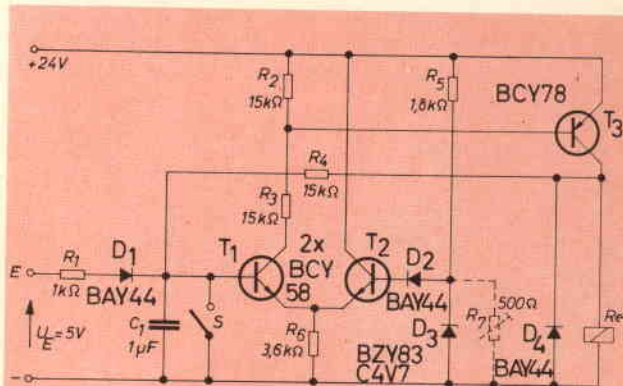 +24V
R2
15kΩ
R5
1,8kΩ
BCY78
T3
R4
15kΩ
R3
15kΩ
E
R1
1kΩ
D1
BAY44
T1
2x
BCY
58
T2
D2
BAY44
500Ω
R7
Re
UE=5V
C1
1µF
S
R6
3,6kΩ
D3
BZY83
C4V7
D4
BAY44
-